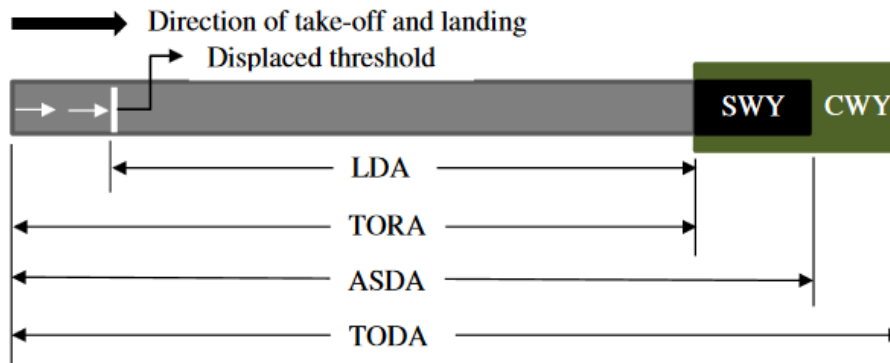 Direction of take-off and landing
Displaced threshold
SWY
CWY
LDA
TORA
ASDA
TODA